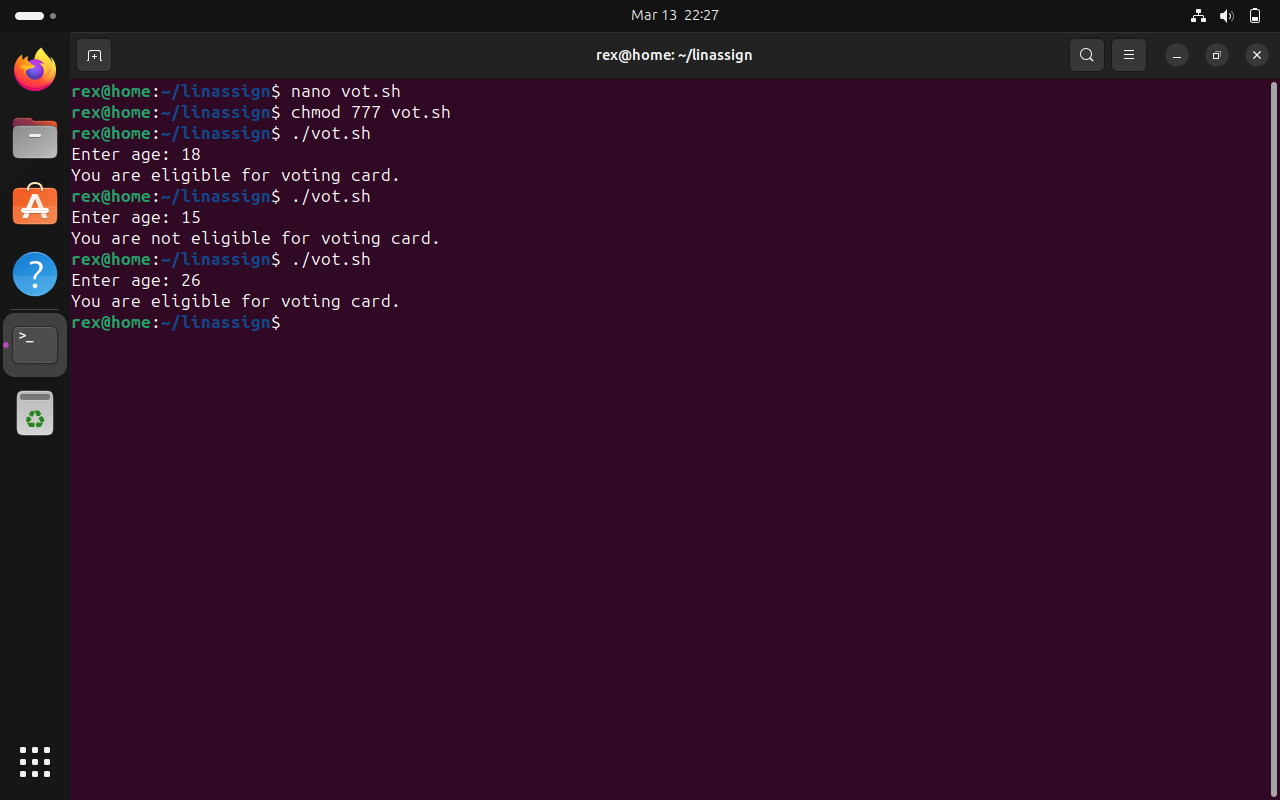 Mar 13 22:27
rex@home: ~/linassign
rex@home:~/linassign$ nano vot.sh
rex@home:~/linassign$ chmod 777 vot.sh
rex@home:~/linassign$ ./vot.sh
Enter age: 18
You are eligible for voting card.
rex@home:~/linassign$ ./vot.sh
Enter age: 15
You are not eligible for voting card.
rex@home:~/linassign$ ./vot.sh
Enter age: 26
You are eligible for voting card.
rex@home:~/linassign$